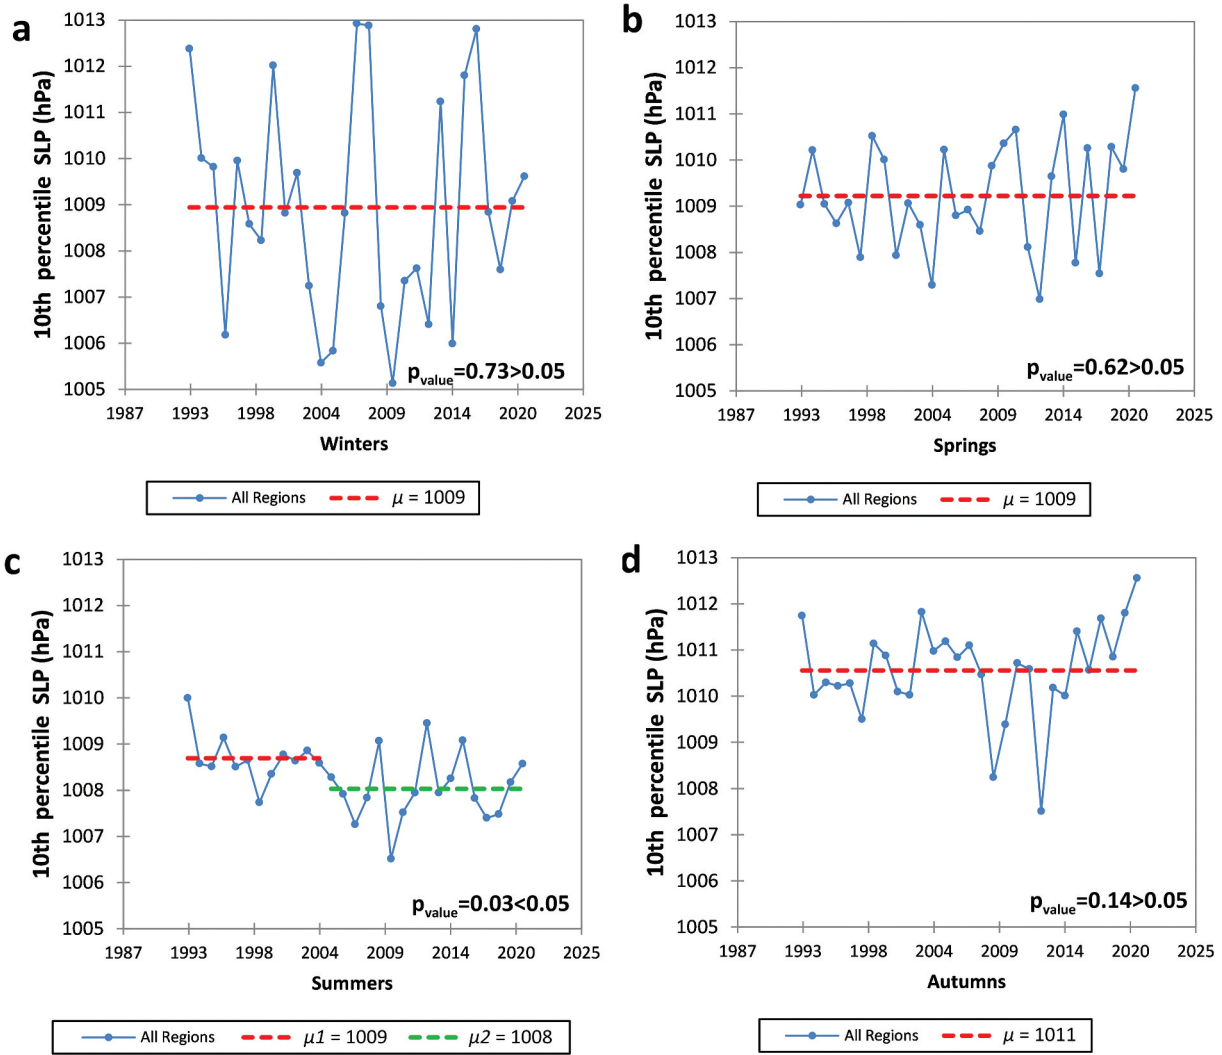 a
10th percentile SLP (hPa)
1013
1012
1011
1010
1009
1008
1007
1006
1005
1987 1993 1998 2004 2009 2014 2020 2025
pvalue=0.73>0.05
Winters
All Regions μ = 1009
b
10th percentile SLP (hPa)
1013
1012
1011
1010
1009
1008
1007
1006
1005
1987 1993 1998 2004 2009 2014 2020 2025
pvalue=0.62>0.05
Springs
All Regions μ = 1009
c
10th percentile SLP (hPa)
1013
1012
1011
1010
1009
1008
1007
1006
1005
1987 1993 1998 2004 2009 2014 2020 2025
pvalue=0.03<0.05
Summers
All Regions μ1 = 1009 μ2 = 1008
d
10th percentile SLP (hPa)
1013
1012
1011
1010
1009
1008
1007
1006
1005
1987 1993 1998 2004 2009 2014 2020 2025
pvalue=0.14>0.05
Autumns
All Regions μ = 1011